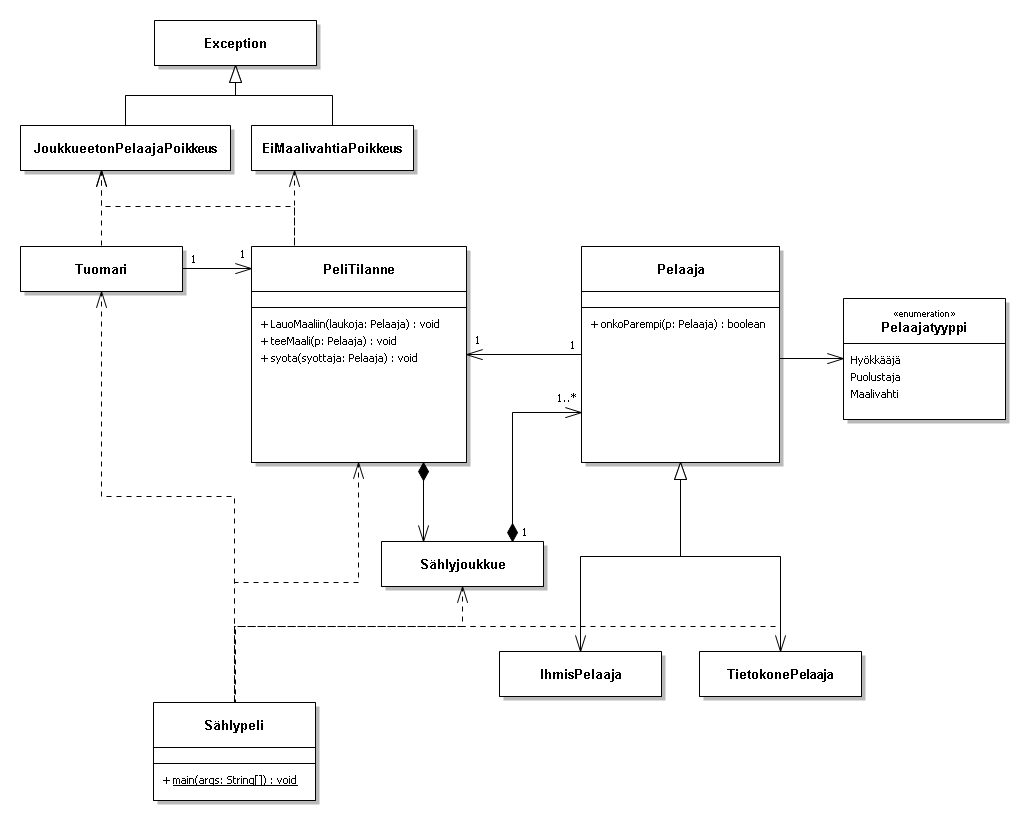 Exception
JoukkueetonPelaajaPoikkeus
EiMaalivahtiaPoikkeus
Tuomari
1
1
PeliTilanne
+ LauoMaaliin(laukoja: Pelaaja) : void
+ teeMaali(p: Pelaaja) : void
+ syota(syottaja: Pelaaja) : void
1
1
Pelaaja
+ onkoParempi(p: Pelaaja) : boolean
«enumeration»
Pelaajatyyppi
Hyökkääjä
Puolustaja
Maalivahti
1..*
1
Sählyjoukkue
IhmisPelaaja
TietokonePelaaja
Sählypeli
+ main(args: String[]) : void